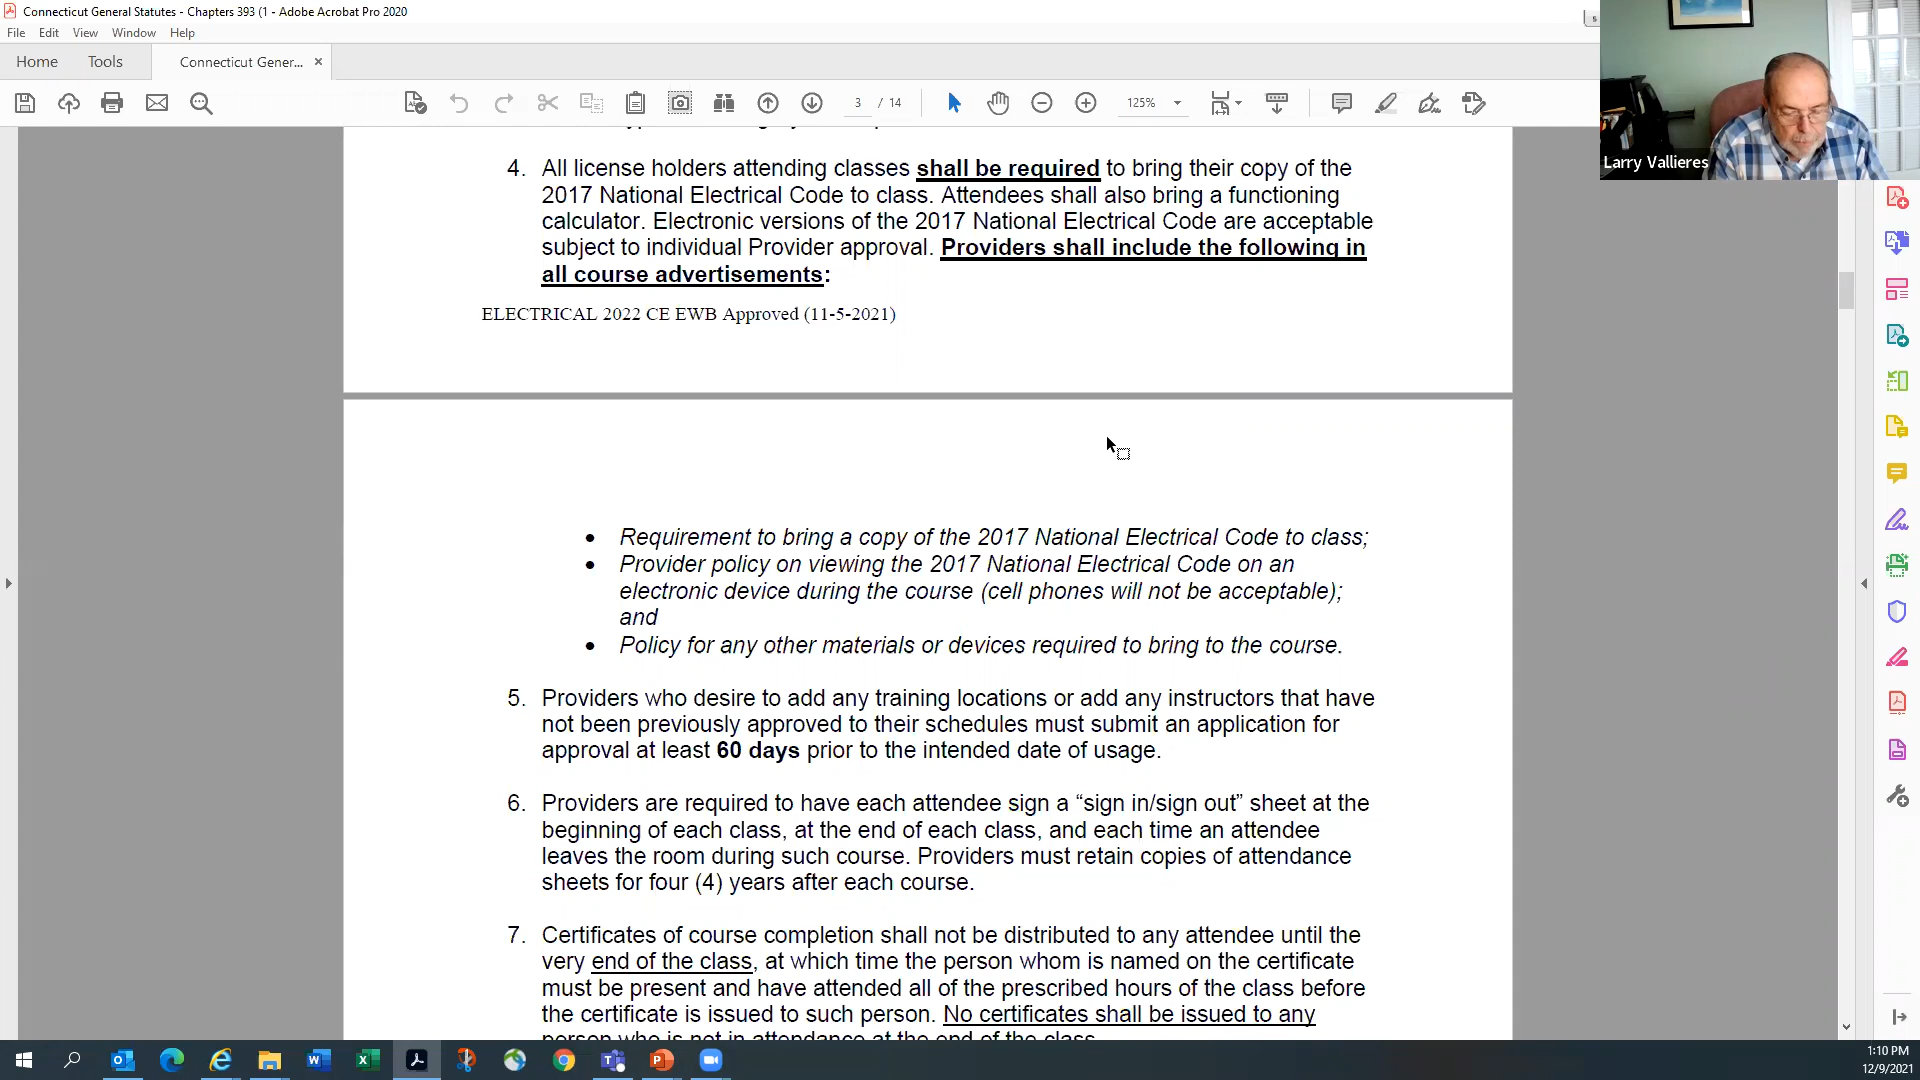 Connecticut General Statutes - Chapters 393 (1 - Adobe Acrobat Pro 2020
File Edit View Window Help
Home Tools Connecticut Gener... ×
3 / 14 125%
Larry Vallieres
4. All license holders attending classes shall be required to bring their copy of the
2017 National Electrical Code to class. Attendees shall also bring a functioning
calculator. Electronic versions of the 2017 National Electrical Code are acceptable
subject to individual Provider approval. Providers shall include the following in
all course advertisements:
ELECTRICAL 2022 CE EWB Approved (11-5-2021)
• Requirement to bring a copy of the 2017 National Electrical Code to class;
• Provider policy on viewing the 2017 National Electrical Code on an
electronic device during the course (cell phones will not be acceptable);
and
• Policy for any other materials or devices required to bring to the course.
5. Providers who desire to add any training locations or add any instructors that have
not been previously approved to their schedules must submit an application for
approval at least 60 days prior to the intended date of usage.
6. Providers are required to have each attendee sign a “sign in/sign out” sheet at the
beginning of each class, at the end of each class, and each time an attendee
leaves the room during such course. Providers must retain copies of attendance
sheets for four (4) years after each course.
7. Certificates of course completion shall not be distributed to any attendee until the
very end of the class, at which time the person whom is named on the certificate
must be present and have attended all of the prescribed hours of the class before
the certificate is issued to such person. No certificates shall be issued to any
person who is not in attendance at the end of the class.
1:10 PM
12/9/2021